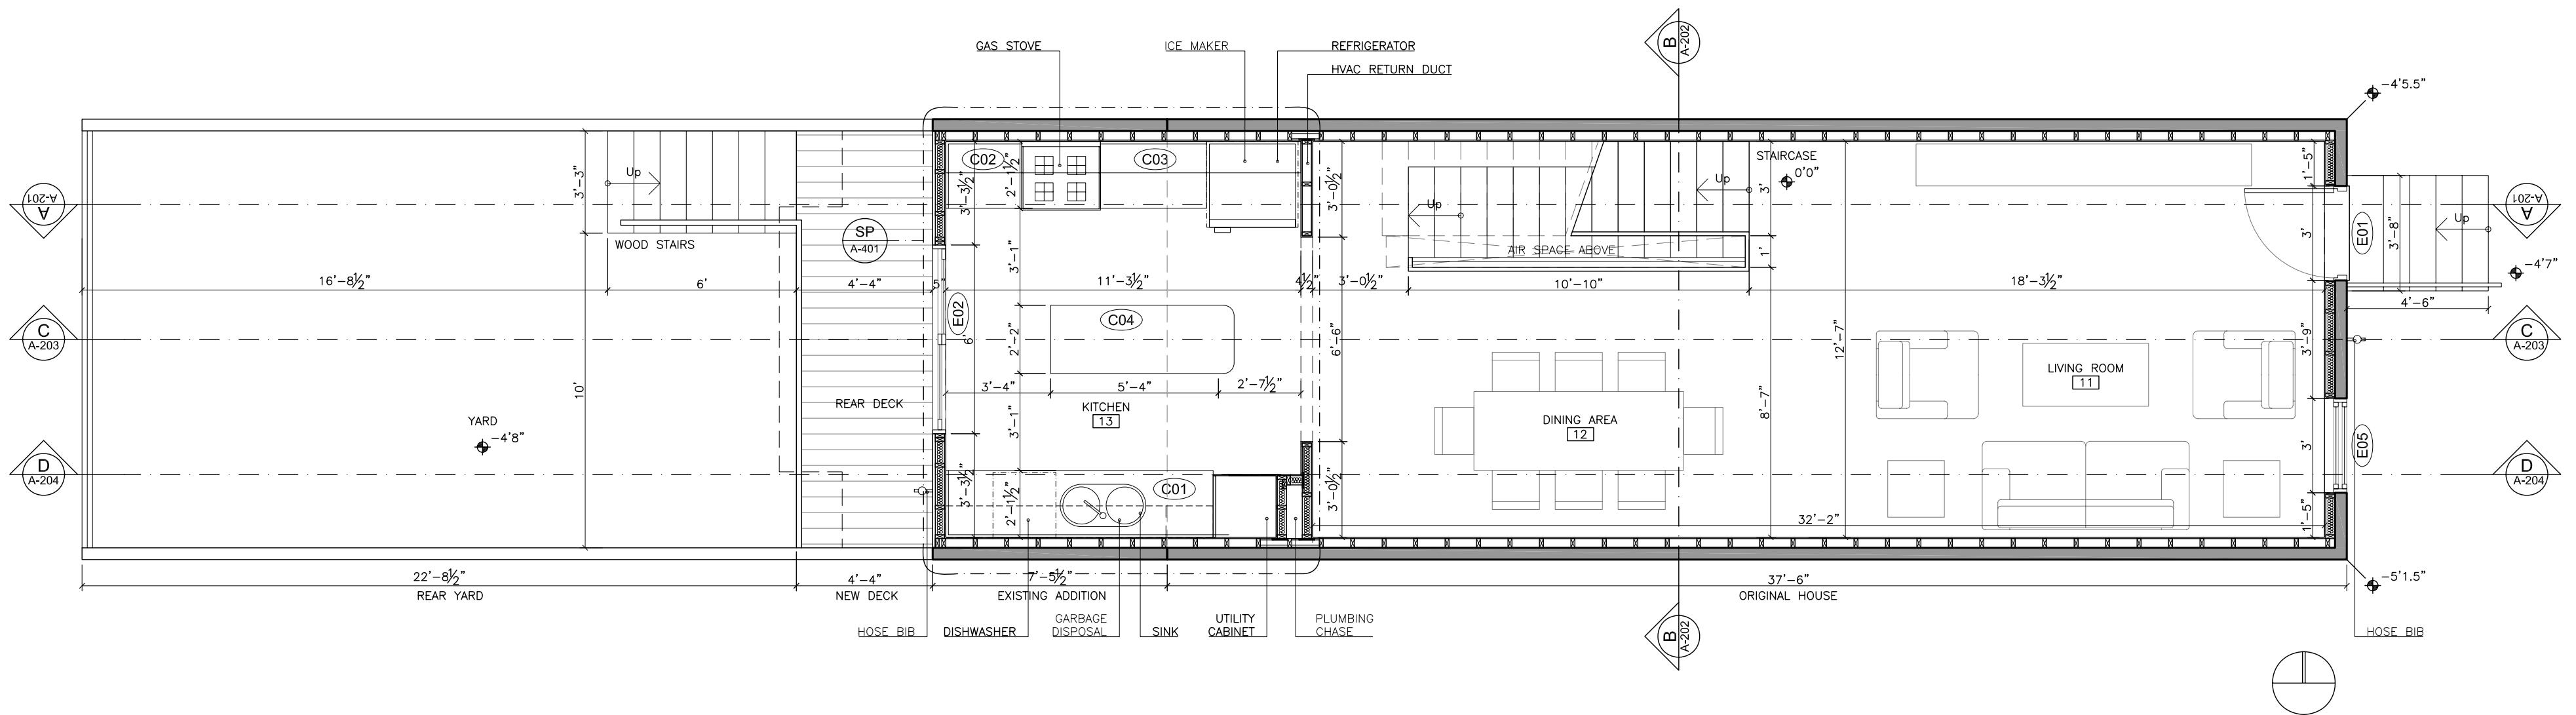 B
A-202
GAS STOVE
ICE MAKER
REFRIGERATOR
HVAC RETURN DUCT
-4'5.5"
C02
C03
3'-3"
Up
3'-3½"
2'-1½"
3'-0½"
Up
Up
3'
STAIRCASE
0'0"
1'-5"
A
A-201
A
A-201
SP
A-401
WOOD STAIRS
AIR SPACE ABOVE
1'
3'
E01
3'-8"
Up
-4'7"
16'-8½"
6'
4'-4"
5"
11'-3½"
4½"
3'-0½"
10'-10"
18'-3½"
4'-6"
3'-1"
E02
6'
C04
2'-2"
6'-6"
12'-7"
3'-9"
C
A-203
C
A-203
3'-4"
5'-4"
2'-7½"
LIVING ROOM
11
10'
REAR DECK
KITCHEN
13
3'-1"
8'-7"
YARD
-4'8"
DINING AREA
12
3'
E05
D
A-204
D
A-204
3'-3½"
2'-1½"
C01
3'-0½"
32'-2"
1'-5"
22'-8½"
REAR YARD
4'-4"
NEW DECK
7'-5½"
EXISTING ADDITION
37'-6"
ORIGINAL HOUSE
-5'1.5"
HOSE BIB
DISHWASHER
GARBAGE
DISPOSAL
SINK
UTILITY
CABINET
PLUMBING
CHASE
B
A-202
HOSE BIB